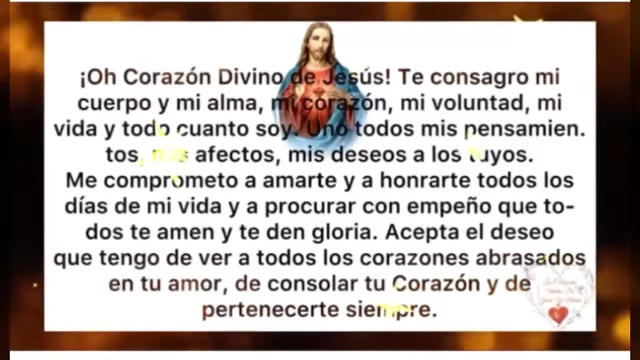 ¡Oh Corazón Divino de Jesús! Te consagro mi
cuerpo y mi alma, mi corazón, mi voluntad, mi
vida y todo cuanto soy. Uno todos mis pensamien.
tos, mis afectos, mis deseos a los tuyos.
Me comprometo a amarte y a honrarte todos los
días de mi vida y a procurar con empeño que to-
dos te amen y te den gloria. Acepta el deseo
que tengo de ver a todos los corazones abrasados
en tu amor, de consolar tu Corazón y de
pertenecerte siempre.